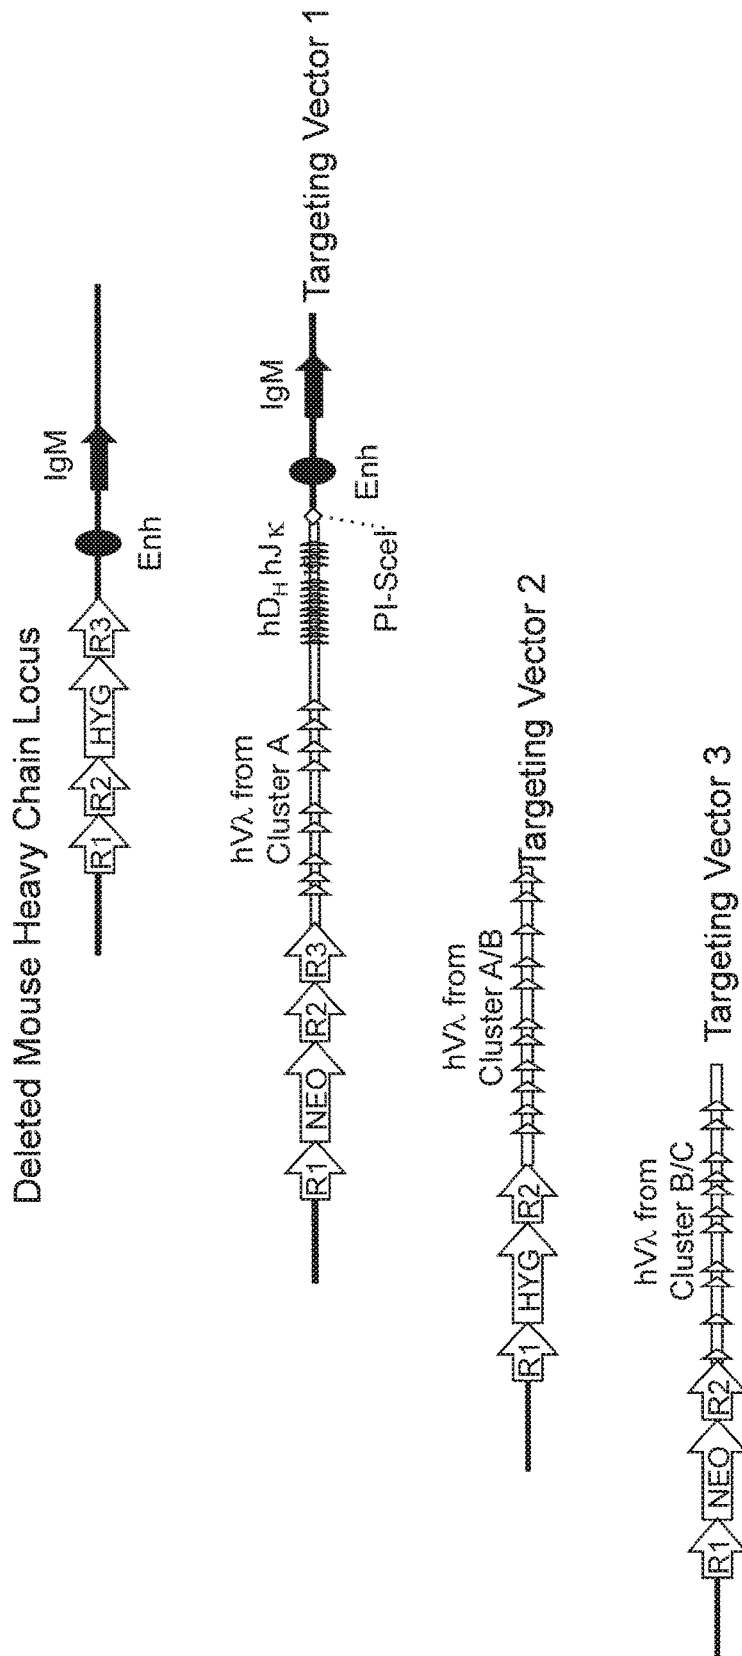 Deleted Mouse Heavy Chain Locus
R1 R2 HYG R3
Enh
IgM
hVλ from
Cluster A
R1 NEO R2 R3
hDH hJκ
PI-SceI
Enh
IgM
Targeting Vector 1
hVλ from
Cluster A/B
R1 HYG R2
Targeting Vector 2
hVλ from
Cluster B/C
R1 NEO R2
Targeting Vector 3